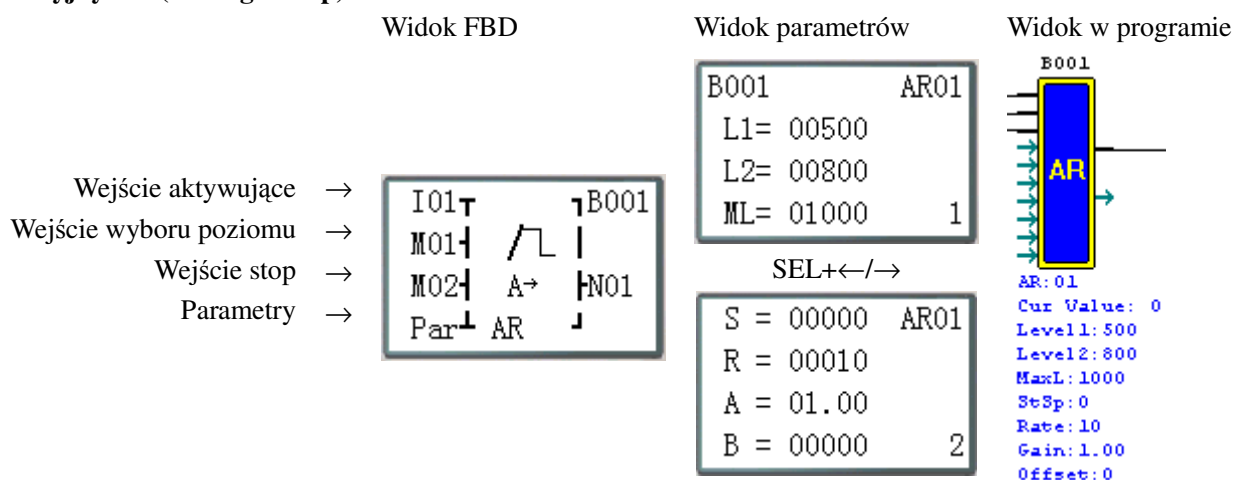 Widok FBD
Widok parametrów
Widok w programie
Wejście aktywujące →
Wejście wyboru poziomu →
Wejście stop →
Parametry →
I01 B001
M01
M02 A→ N01
Par AR
B001 AR01
L1= 00500
L2= 00800
ML= 01000 1
SEL+←/→
S = 00000 AR01
R = 00010
A = 01.00
B = 00000 2
B001
AR
AR:01
Cur Value: 0
Level1:500
Level2:800
MaxL:1000
StSp:0
Rate:10
Gain:1.00
Offset:0